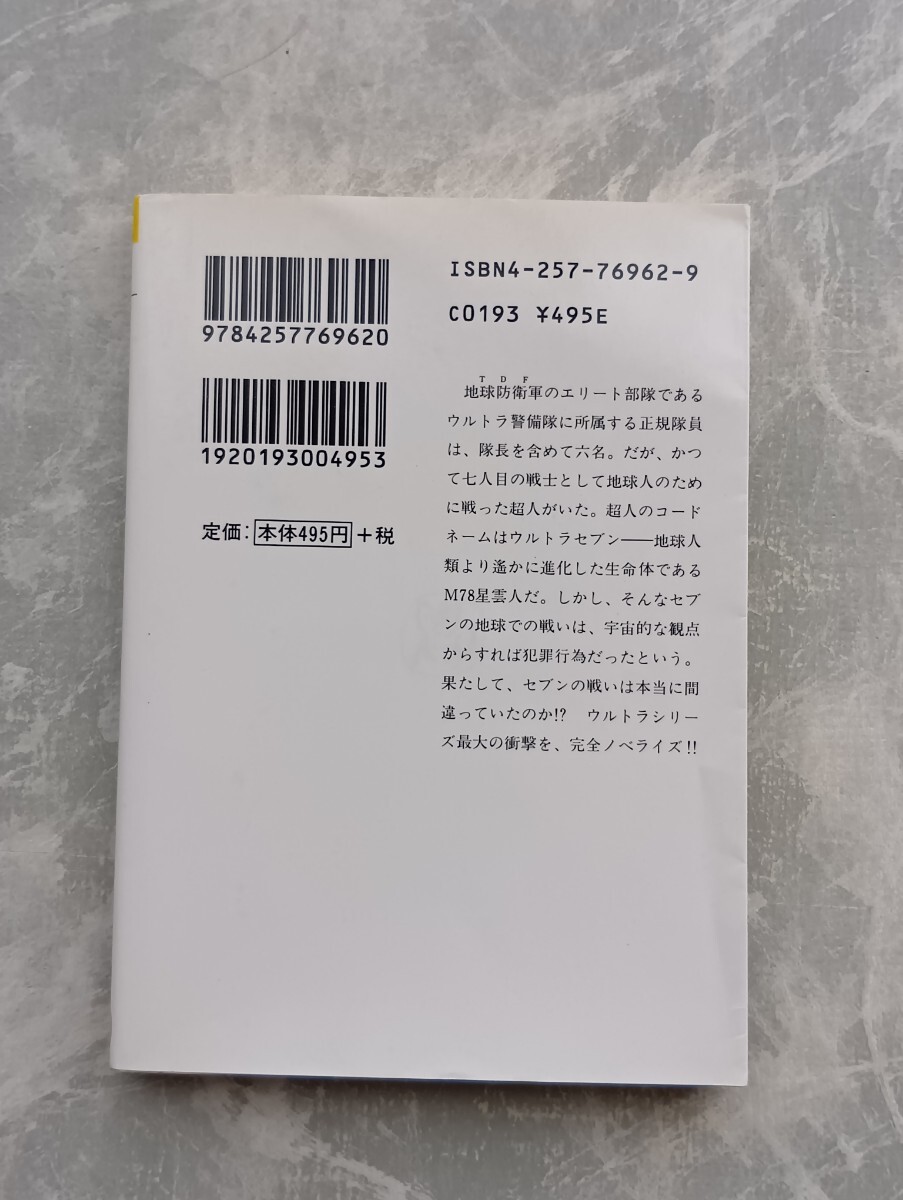 9784257769620
1920193004953
定価:本体495円+税
ISBN4-257-76962-9
C0193 ¥495E
TDF
地球防衛軍のエリート部隊である
ウルトラ警備隊に所属する正規隊員
は、隊長を含めて六名。だが、かつ
て七人目の戦士として地球人のため
に戦った超人がいた。超人のコード
ネームはウルトラセブン──地球人
類より遙かに進化した生命体である
M78星雲人だ。しかし、そんなセブ
ンの地球での戦いは、宇宙的な観点
からすれば犯罪行為だったという。
果たして、セブンの戦いは本当に間
違っていたのか!?　ウルトラシリー
ズ最大の衝撃を、完全ノベライズ!!